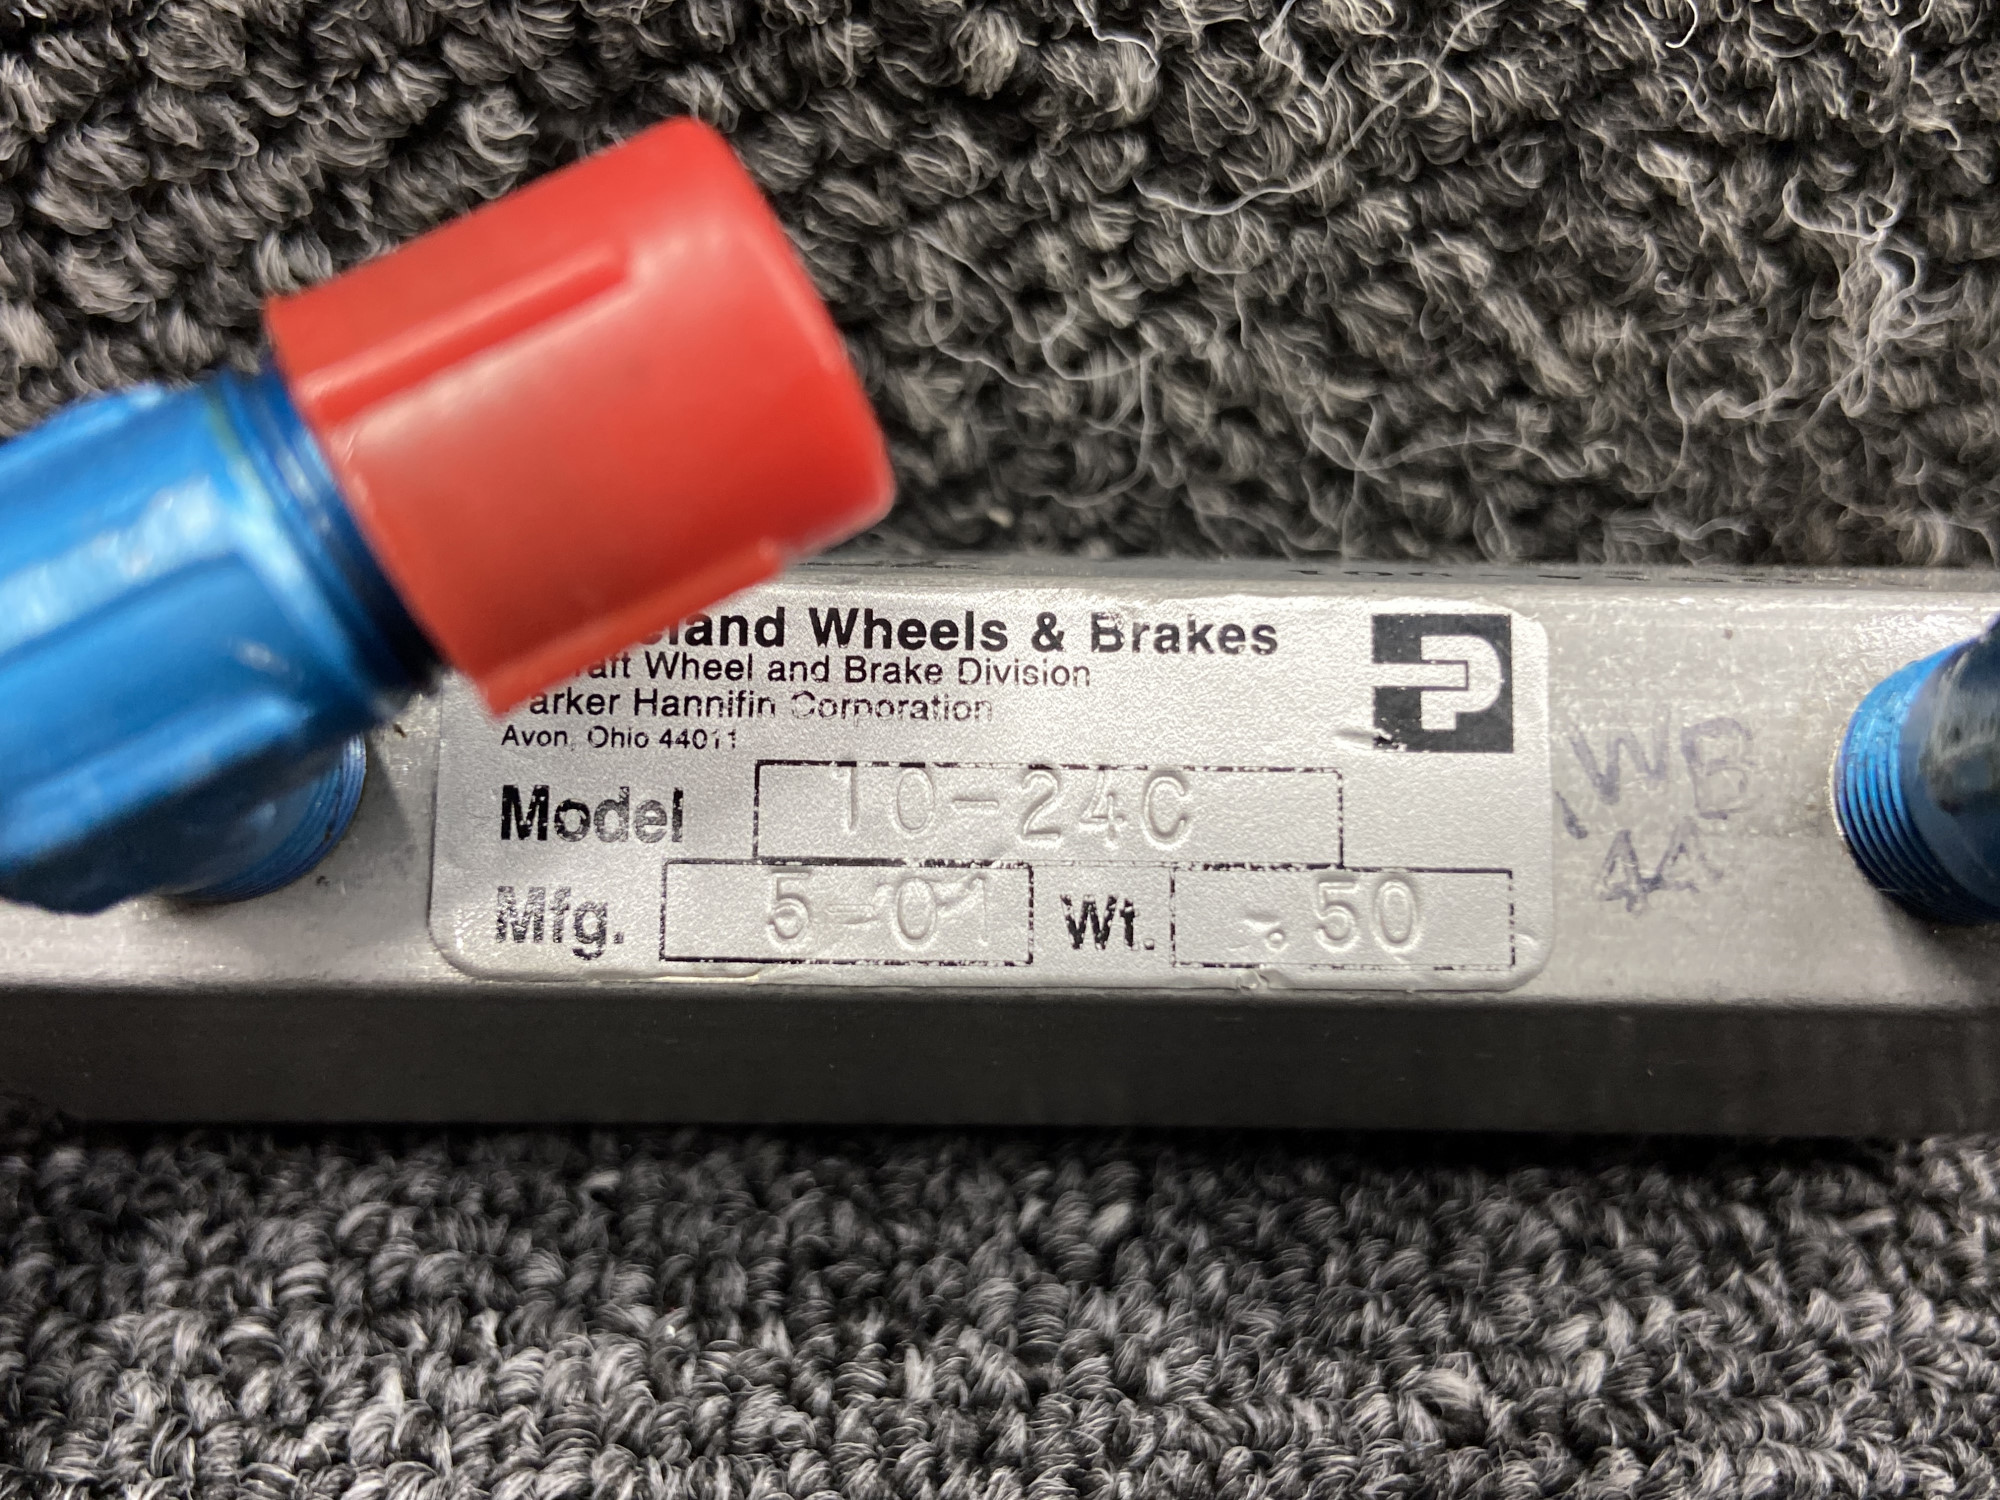 land Wheels & Brakes
raft Wheel and Brake Division
arker Hannifin Corporation
Avon, Ohio 44011
Model 10-24C
Mfg. 5-01 Wt. .50
WB
44